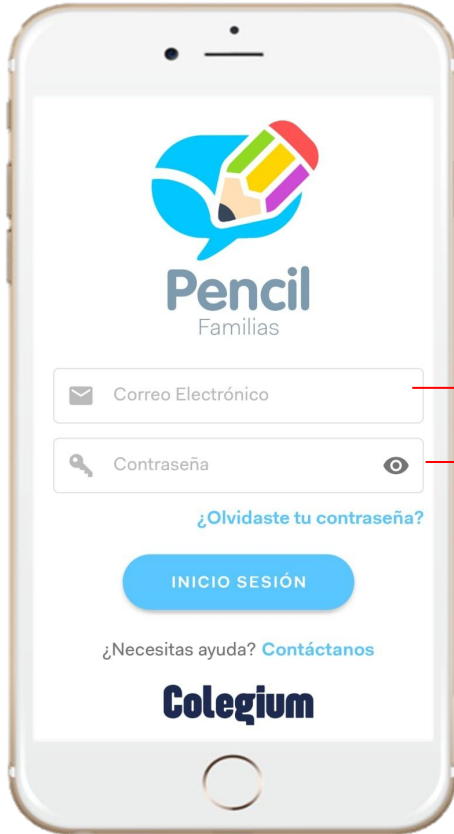 Pencil
Familias
Correo Electrónico
Contraseña
¿Olvidaste tu contraseña?
INICIO SESIÓN
¿Necesitas ayuda? Contáctanos
Colegium